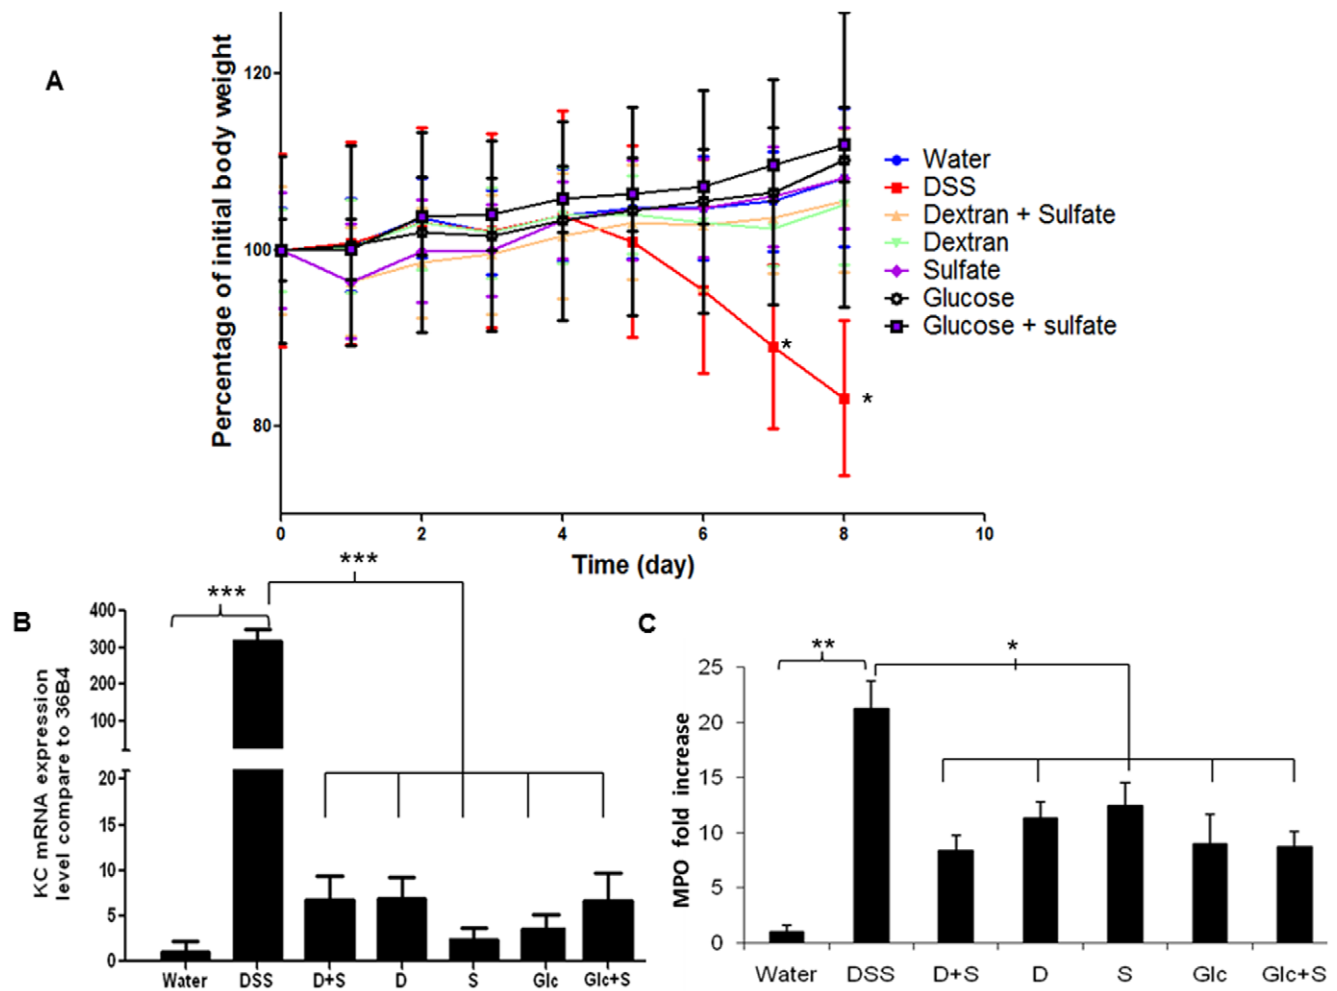 A
Percentage of initial body weight
120
100
80
0
2
4
6
8
10
Time (day)
*
*
Water
DSS
Dextran + Sulfate
Dextran
Sulfate
Glucose
Glucose + sulfate
B
KC mRNA expression
level compare to 36B4
400
300
200
100
20
15
10
5
0
***
***
Water
DSS
D+S
D
S
Glc
Glc+S
C
MPO fold increase
25
20
15
10
5
0
**
*
Water
DSS
D+S
D
S
Glc
Glc+S